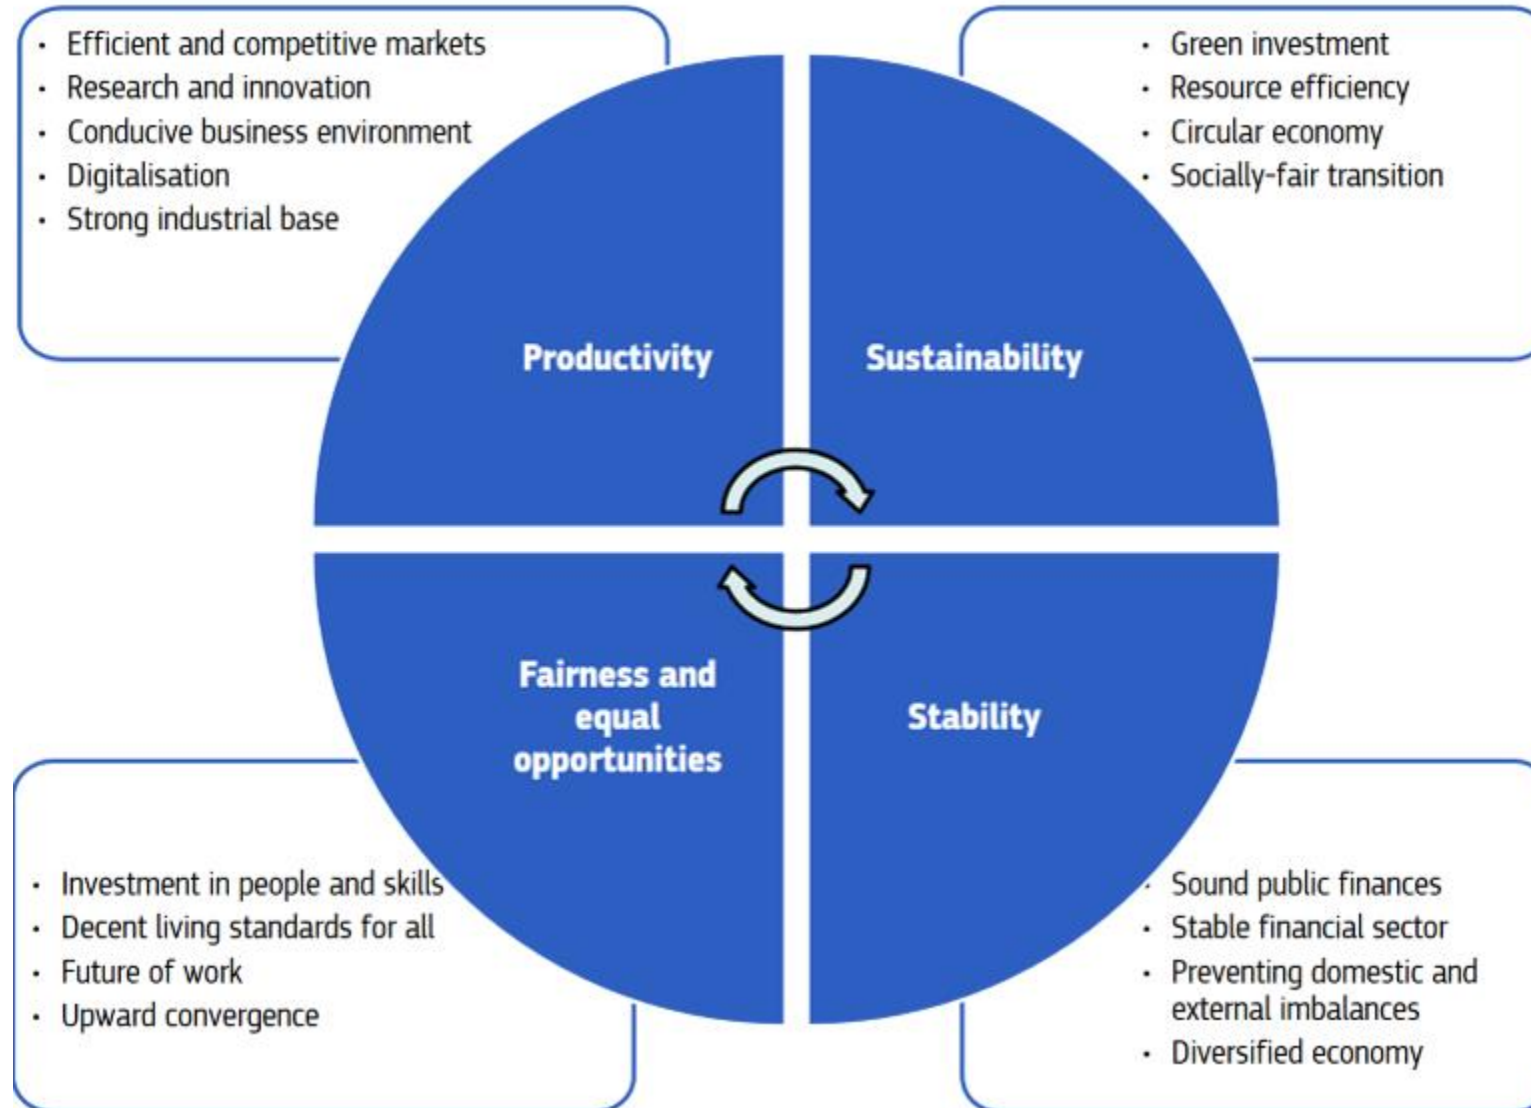 · Efficient and competitive markets
· Research and innovation
· Conducive business environment
· Digitalisation
· Strong industrial base
· Green investment
· Resource efficiency
· Circular economy
· Socially-fair transition
Productivity
Sustainability
Fairness and
equal
opportunities
Stability
· Investment in people and skills
· Decent living standards for all
· Future of work
· Upward convergence
· Sound public finances
· Stable financial sector
· Preventing domestic and
external imbalances
· Diversified economy